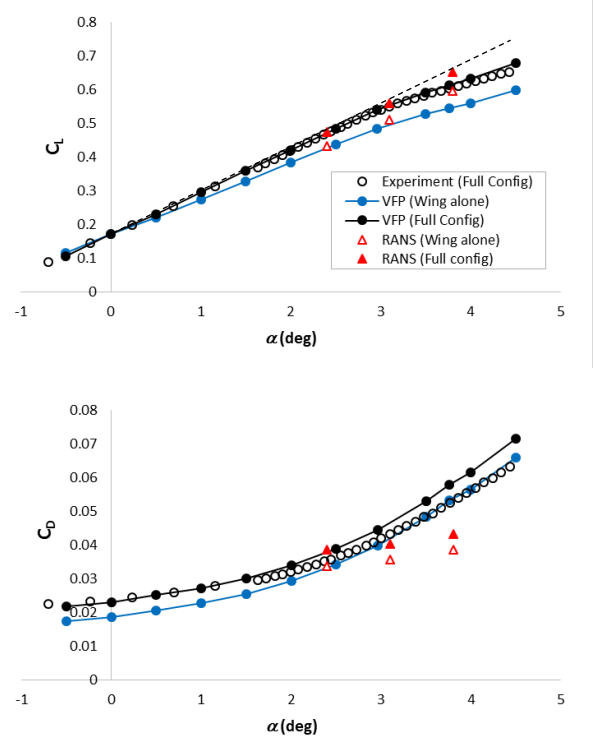 0.8
0.7
0.6
0.5
C_L
0.4
0.3
0.2
0.1
0
Experiment (Full Config)
VFP (Wing alone)
VFP (Full Config)
RANS (Wing alone)
RANS (Full config)
-1 0 1 2 3 4 5
α (deg)
0.08
0.07
0.06
0.05
C_D
0.04
0.03
0.02
0.01
0
-1 0 1 2 3 4 5
α (deg)